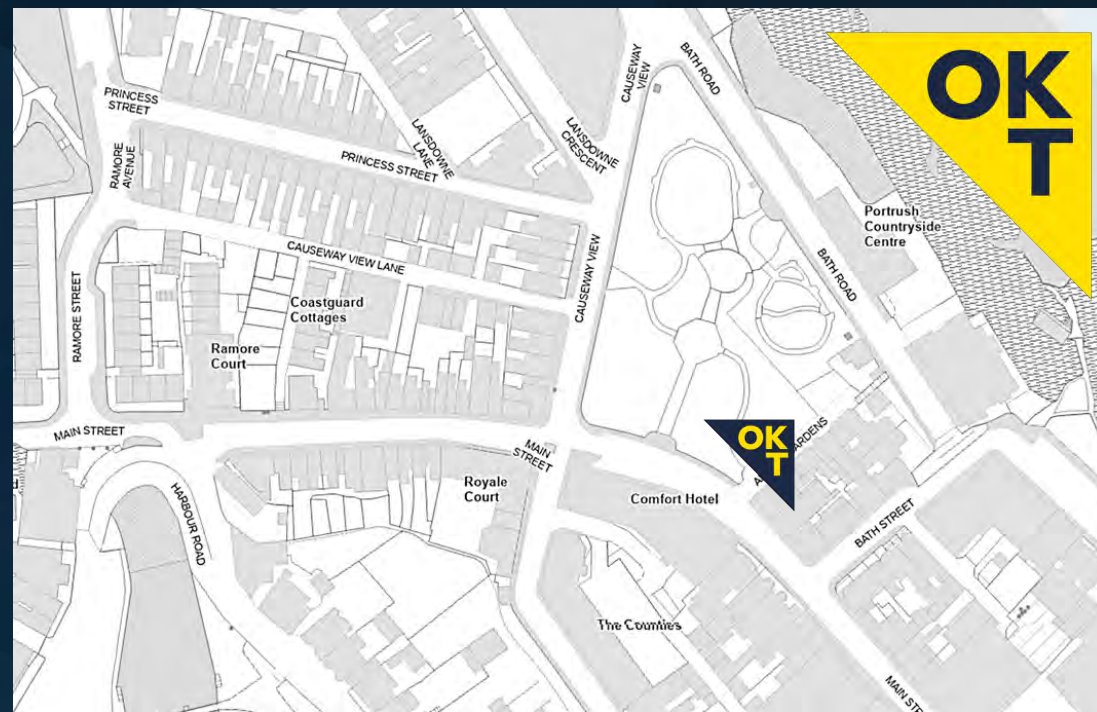 OK
T
PRINCESS
STREET
RAMORE
AVENUE
PRINCESS STREET
LANSDOWNE
LANE
LANSDOWNE
CRESCENT
CAUSEWAY
VIEW
BATH ROAD
Portrush
Countryside
Centre
BATH ROAD
CAUSEWAY VIEW LANE
CAUSEWAY VIEW
Coastguard
Cottages
RAMORE STREET
Ramore
Court
MAIN STREET
MAIN
STREET
OK
T
GARDENS
HARBOUR ROAD
Royale
Court
Comfort Hotel
BATH STREET
The Counties
MAIN